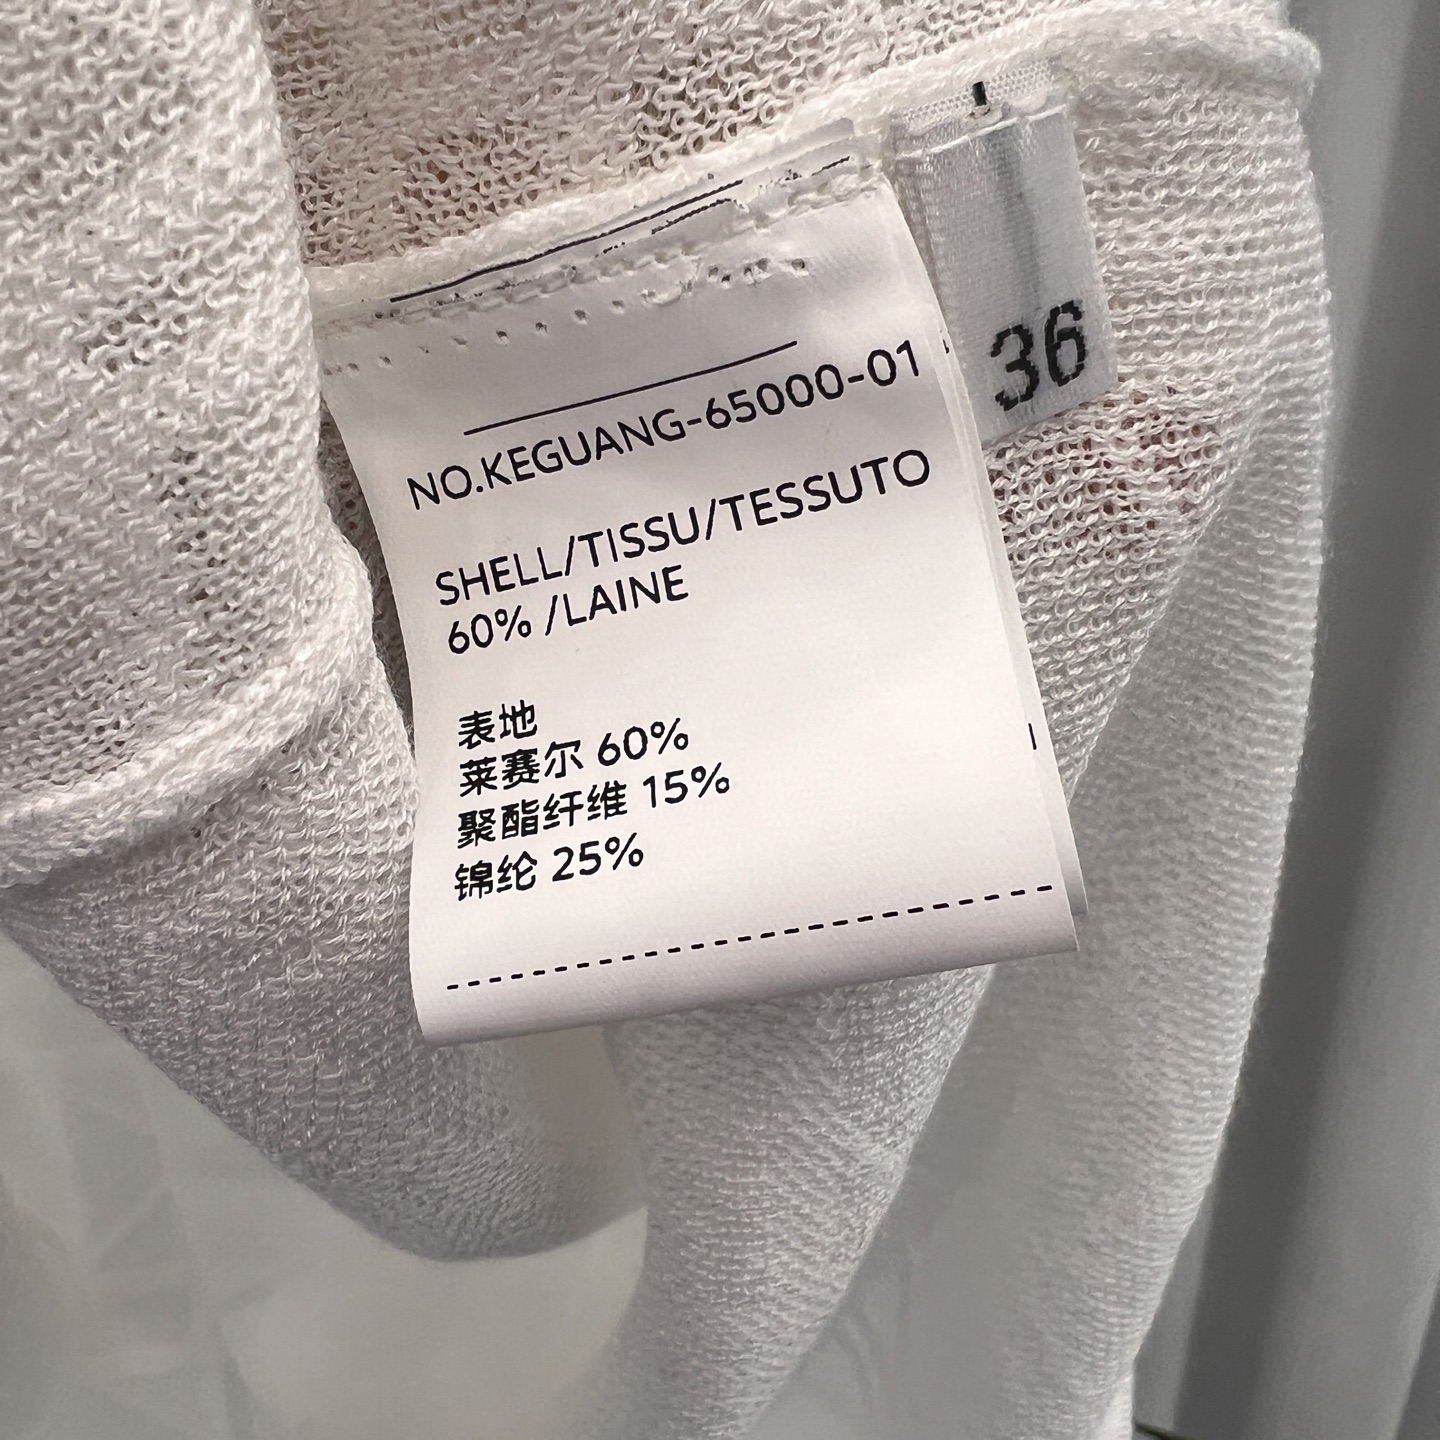 NO.KEGUANG-65000-01
SHELL/TISSU/TESSUTO
60% /LAINE
表地
莱赛尔 60%
聚酯纤维 15%
锦纶 25%
36